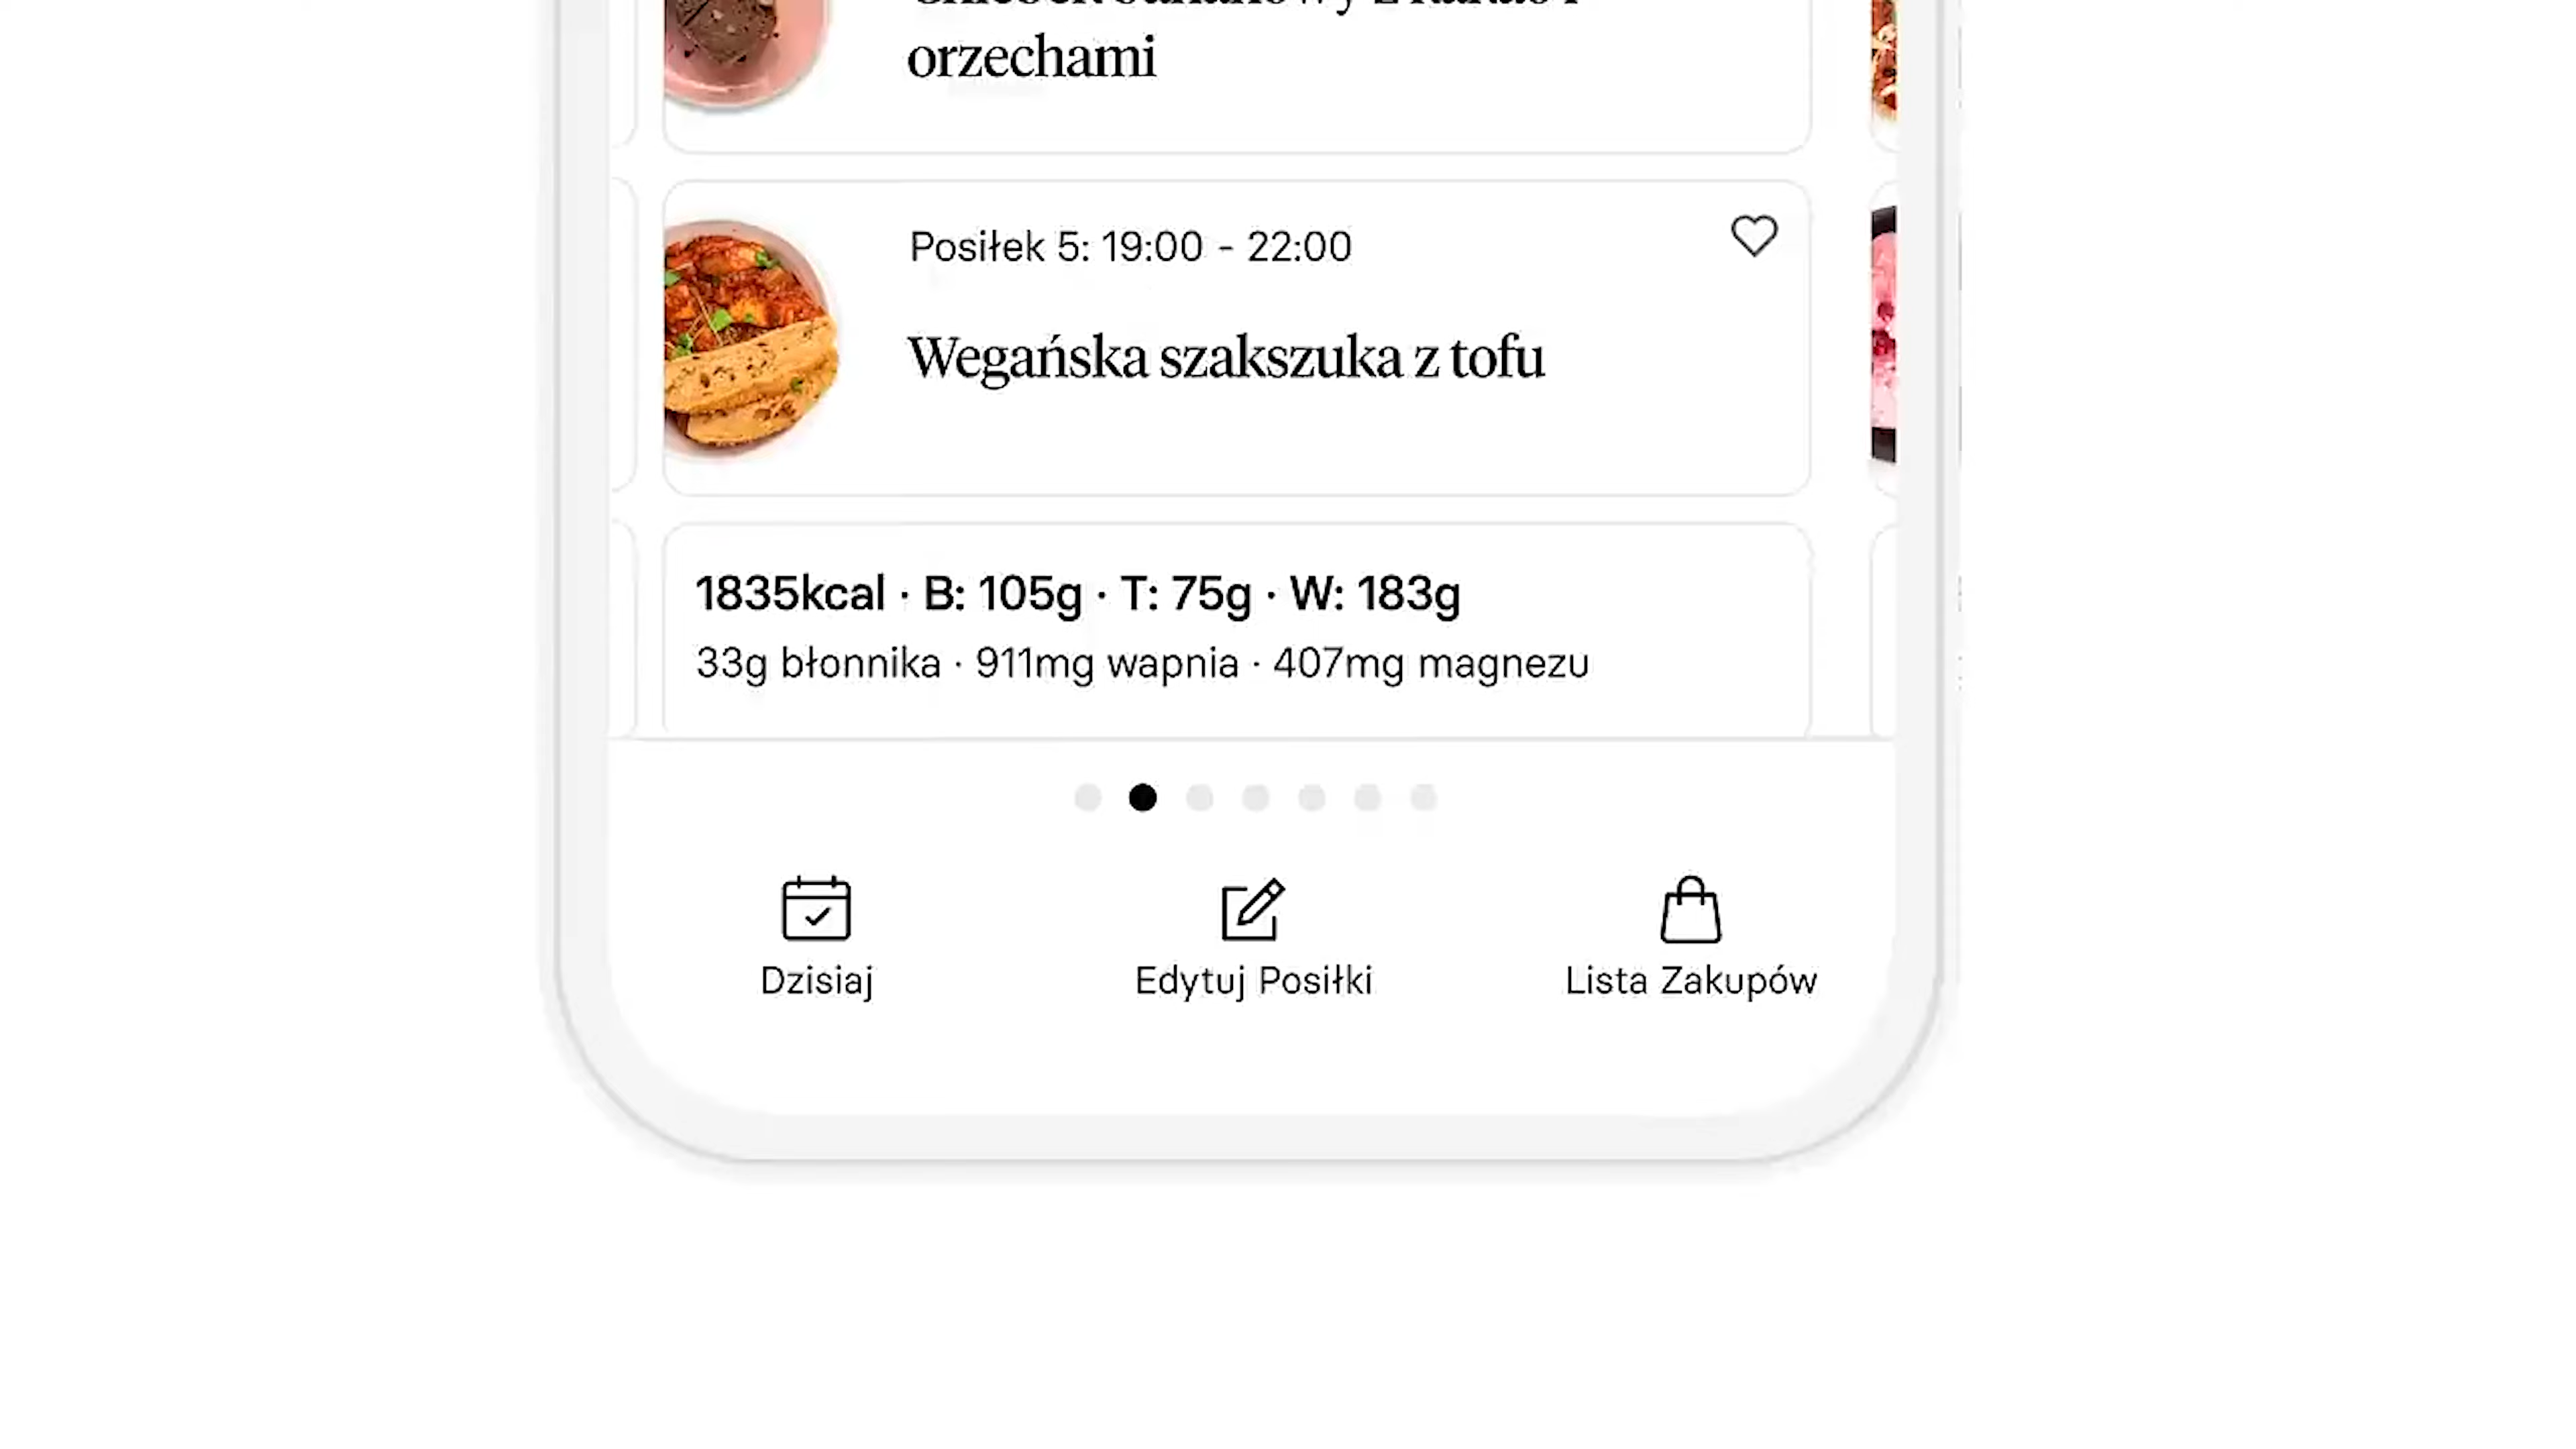 orzechami
Posiłek 5: 19:00 - 22:00
Wegańska szakszuka z tofu
1835kcal · B: 105g · T: 75g · W: 183g
33g błonnika · 911mg wapnia · 407mg magnezu
Dzisiaj
Edytuj Posiłki
Lista Zakupów